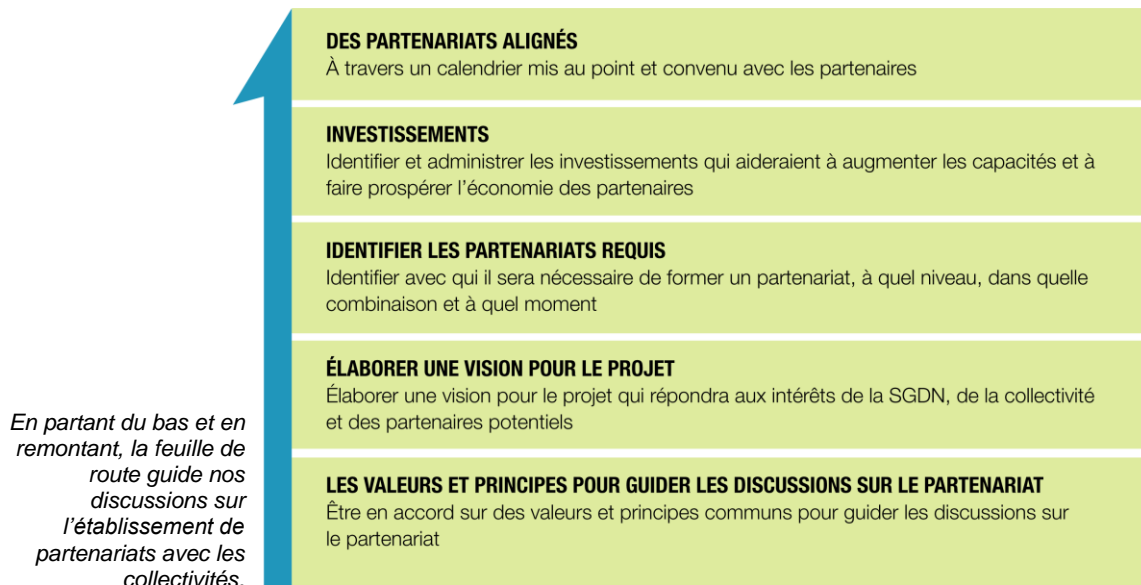 DES PARTENARIATS ALIGNÉS
À travers un calendrier mis au point et convenu avec les partenaires
INVESTISSEMENTS
Identifier et administrer les investissements qui aideraient à augmenter les capacités et à
faire prospérer l’économie des partenaires
IDENTIFIER LES PARTENARIATS REQUIS
Identifier avec qui il sera nécessaire de former un partenariat, à quel niveau, dans quelle
combinaison et à quel moment
ÉLABORER UNE VISION POUR LE PROJET
Élaborer une vision pour le projet qui répondra aux intérêts de la SGDN, de la collectivité
et des partenaires potentiels
LES VALEURS ET PRINCIPES POUR GUIDER LES DISCUSSIONS SUR LE PARTENARIAT
Être en accord sur des valeurs et principes communs pour guider les discussions sur
le partenariat
En partant du bas et en
remontant, la feuille de
route guide nos
discussions sur
l’établissement de
partenariats avec les
collectivités.